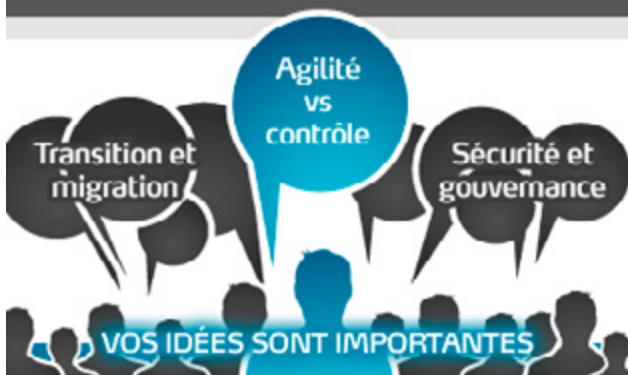 Agilité
vs
contrôle
Transition et
migration
Sécurité et
gouvernance
VOS IDÉES SONT IMPORTANTES